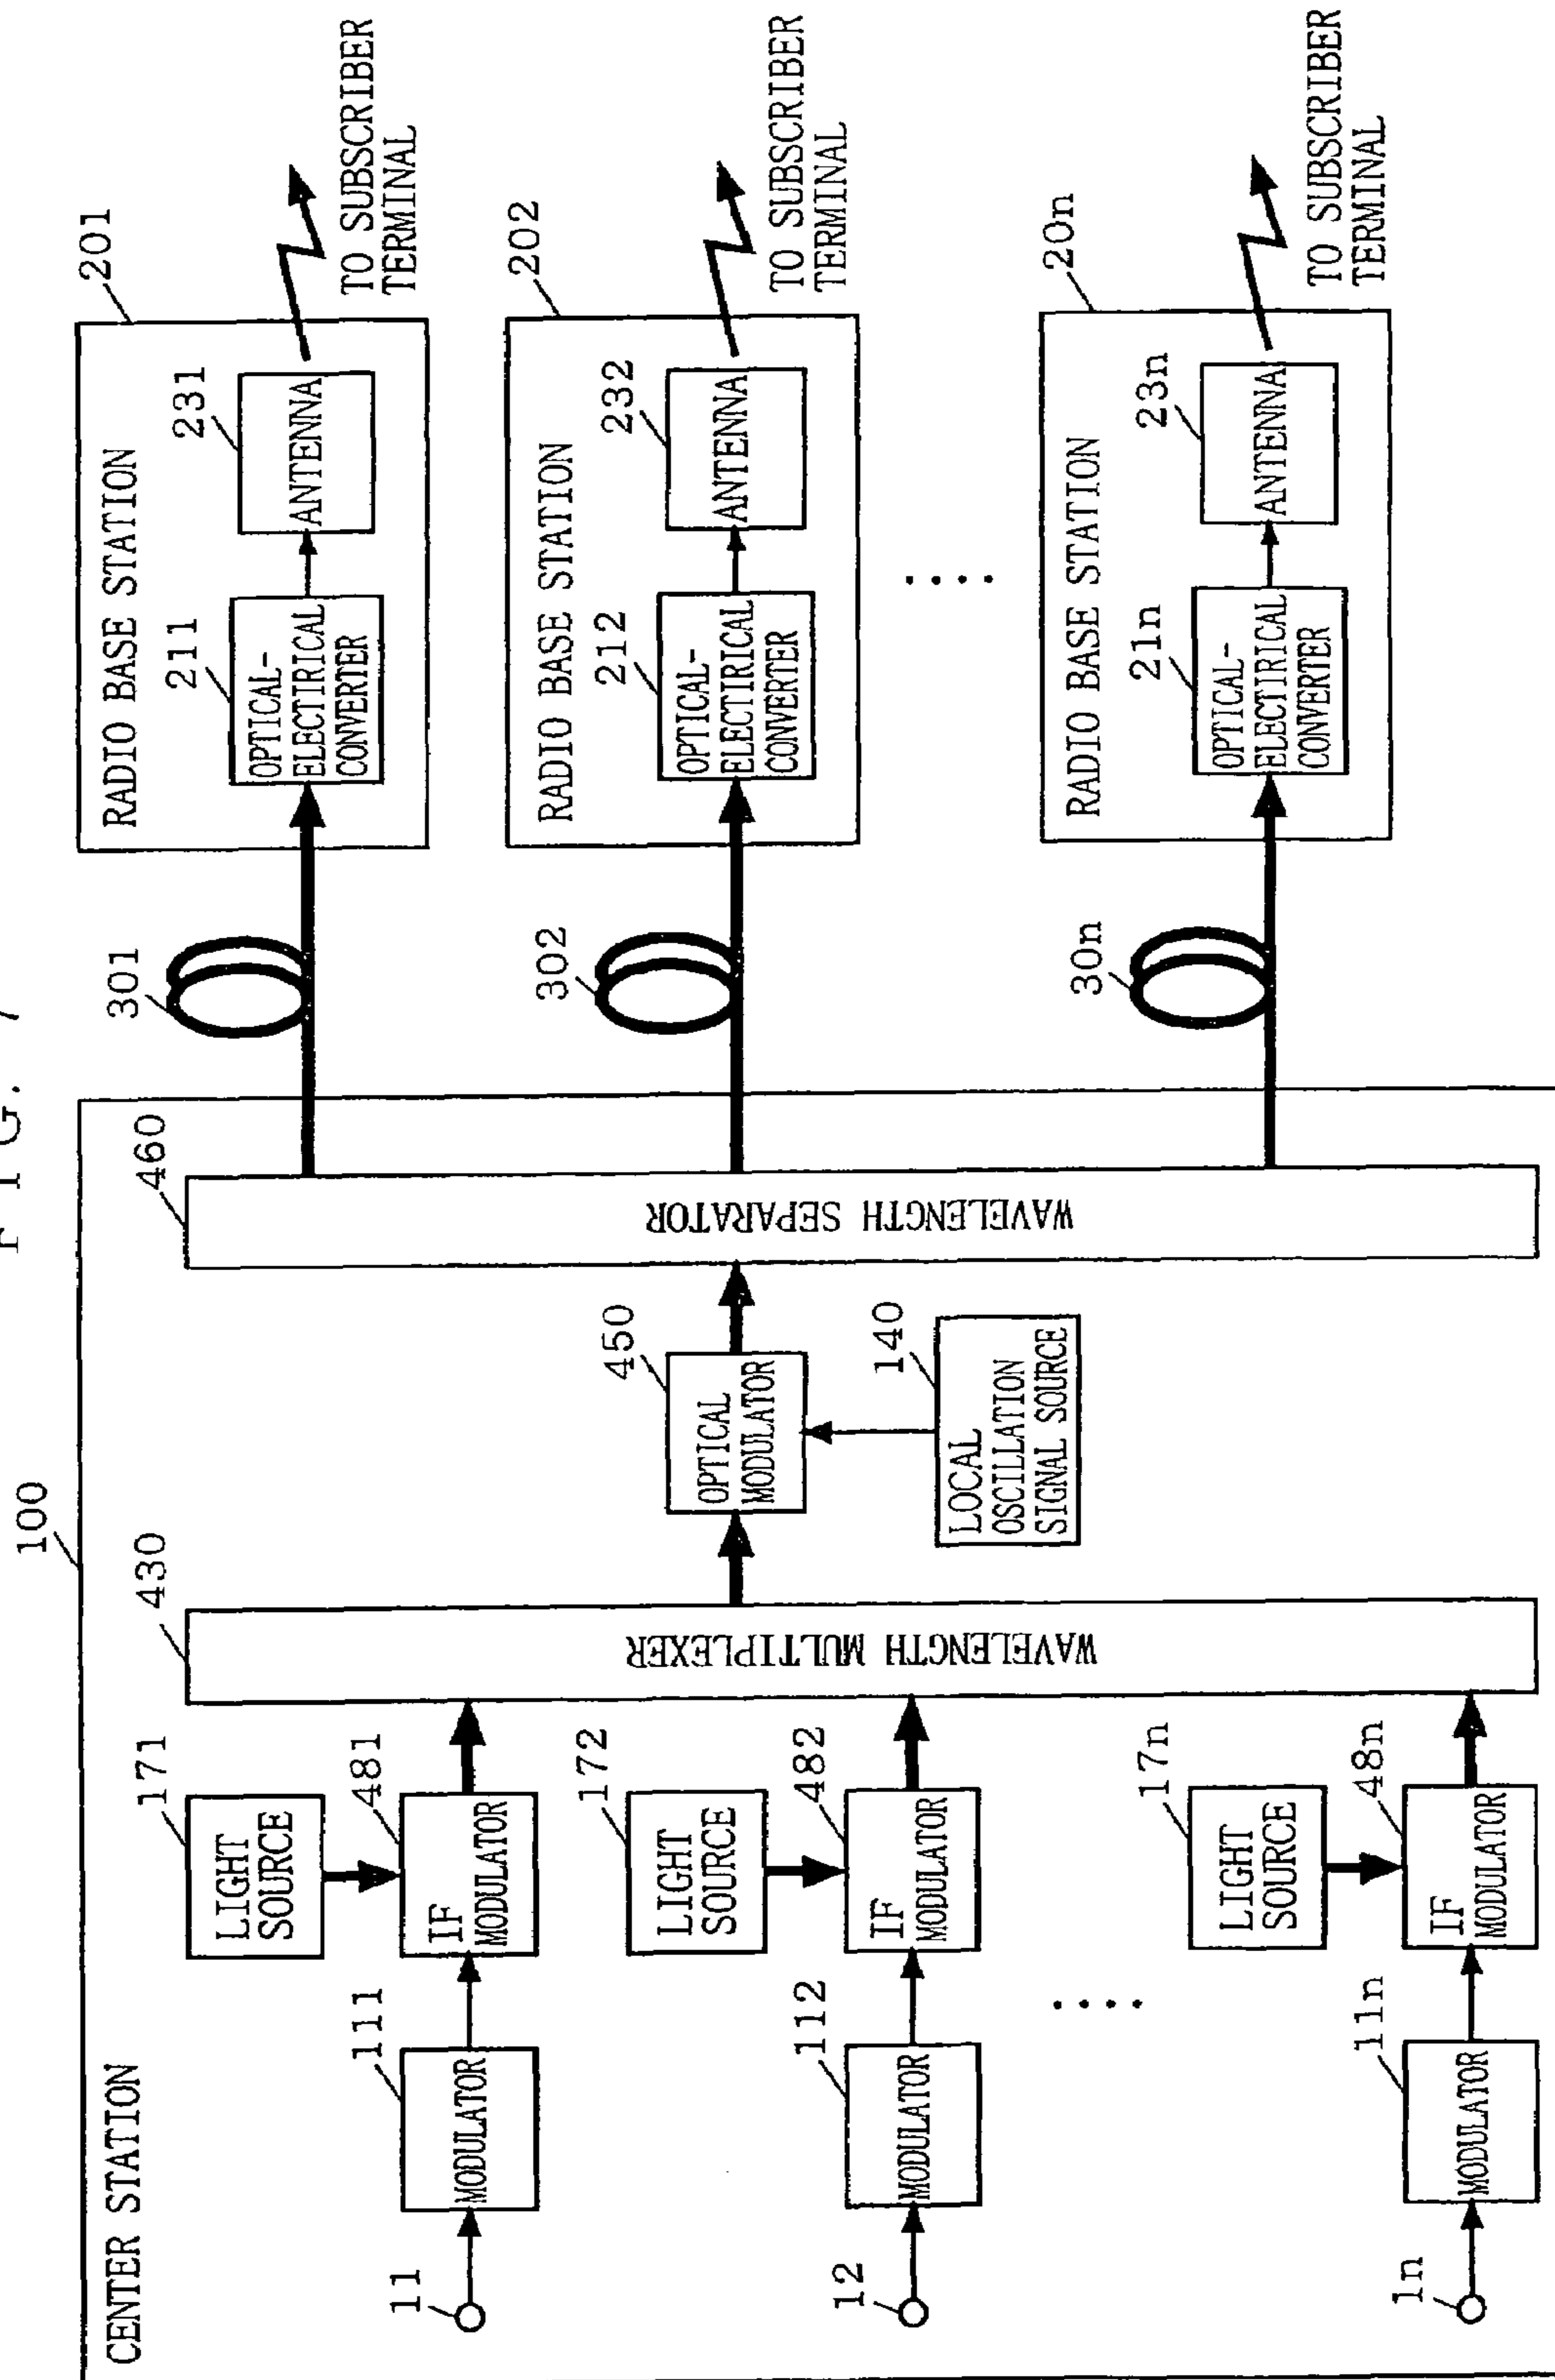 FIG. 7
100
CENTER STATION
11
111
MODULATOR
171
LIGHT
SOURCE
481
IF
MODULATOR
12
112
MODULATOR
172
LIGHT
SOURCE
482
IF
MODULATOR
....
1n
11n
MODULATOR
17n
LIGHT
SOURCE
48n
IF
MODULATOR
430
WAVELENGTH MULTIPLEXER
450
OPTICAL
MODULATOR
140
LOCAL
OSCILLATION
SIGNAL SOURCE
460
WAVELENGTH SEPARATOR
301
201
RADIO BASE STATION
211
OPTICAL-
ELECTIRICAL
CONVERTER
231
ANTENNA
TO SUBSCRIBER
TERMINAL
302
202
RADIO BASE STATION
212
OPTICAL-
ELECTIRICAL
CONVERTER
232
ANTENNA
TO SUBSCRIBER
TERMINAL
....
30n
20n
RADIO BASE STATION
21n
OPTICAL-
ELECTIRICAL
CONVERTER
23n
ANTENNA
TO SUBSCRIBER
TERMINAL